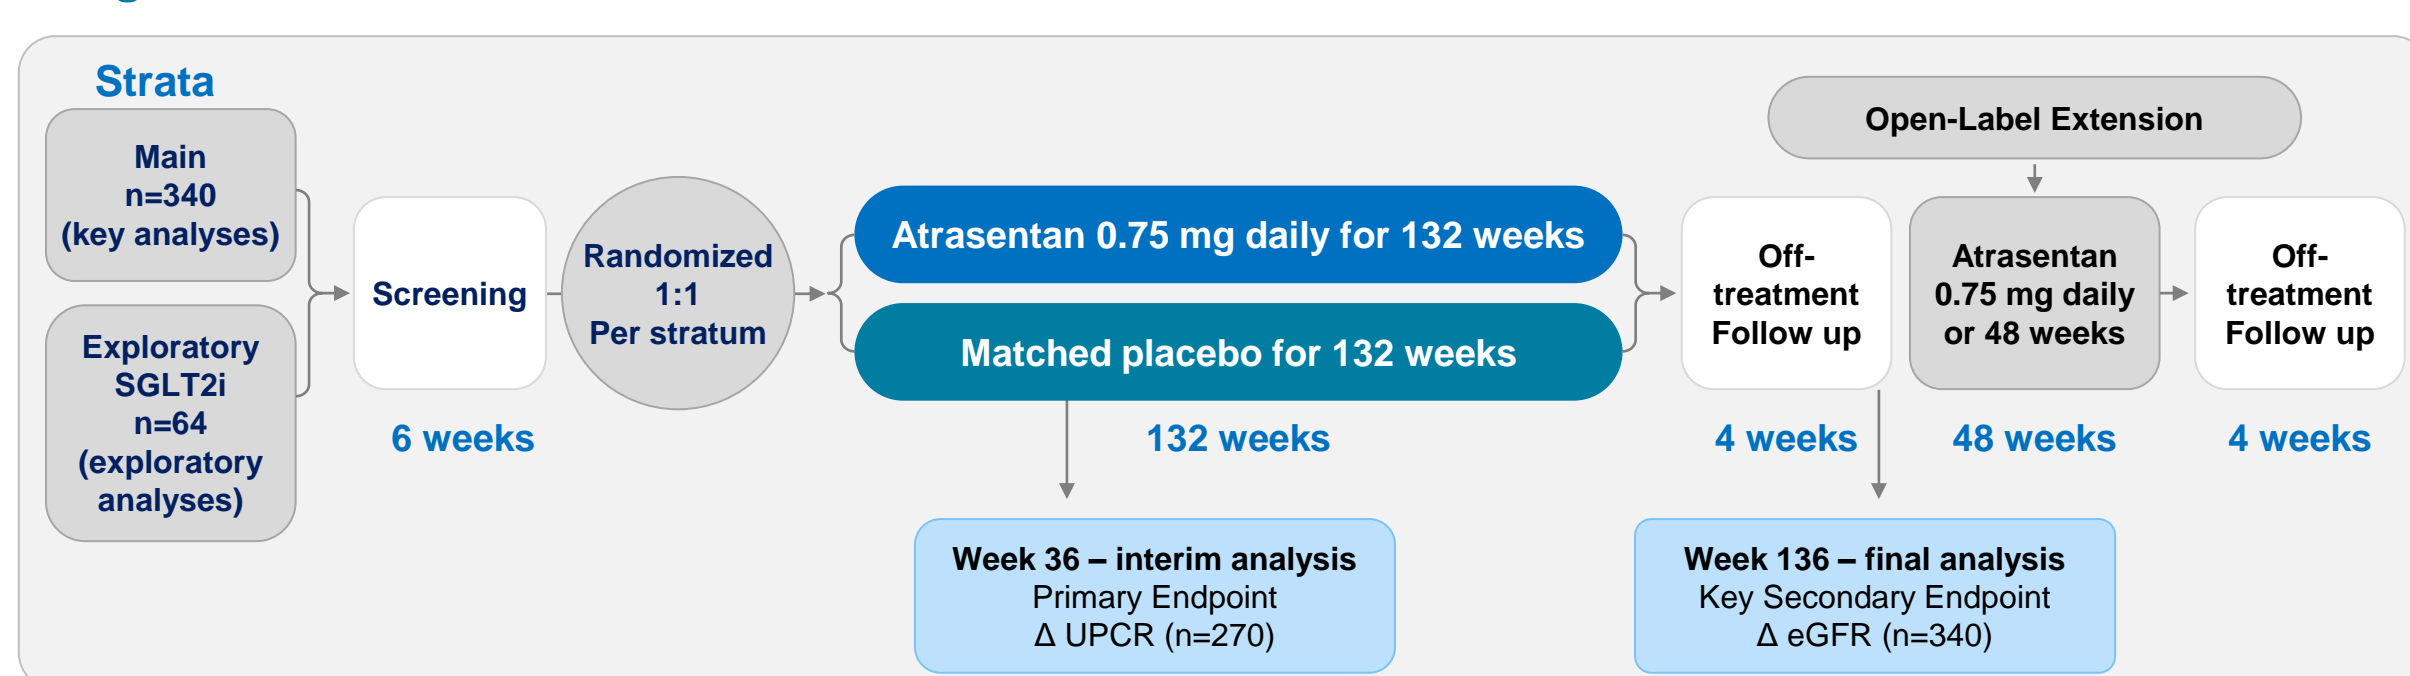 Strata
Main
n=340
(key analyses)
Exploratory
SGLT2i
n=64
(exploratory
analyses)
Screening
6 weeks
Randomized
1:1
Per stratum
Atrasentan 0.75 mg daily for 132 weeks
Matched placebo for 132 weeks
132 weeks
Week 36 – interim analysis
Primary Endpoint
Δ UPCR (n=270)
Open-Label Extension
Off-
treatment
Follow up
4 weeks
Atrasentan
0.75 mg daily
or 48 weeks
48 weeks
Off-
treatment
Follow up
4 weeks
Week 136 – final analysis
Key Secondary Endpoint
Δ eGFR (n=340)